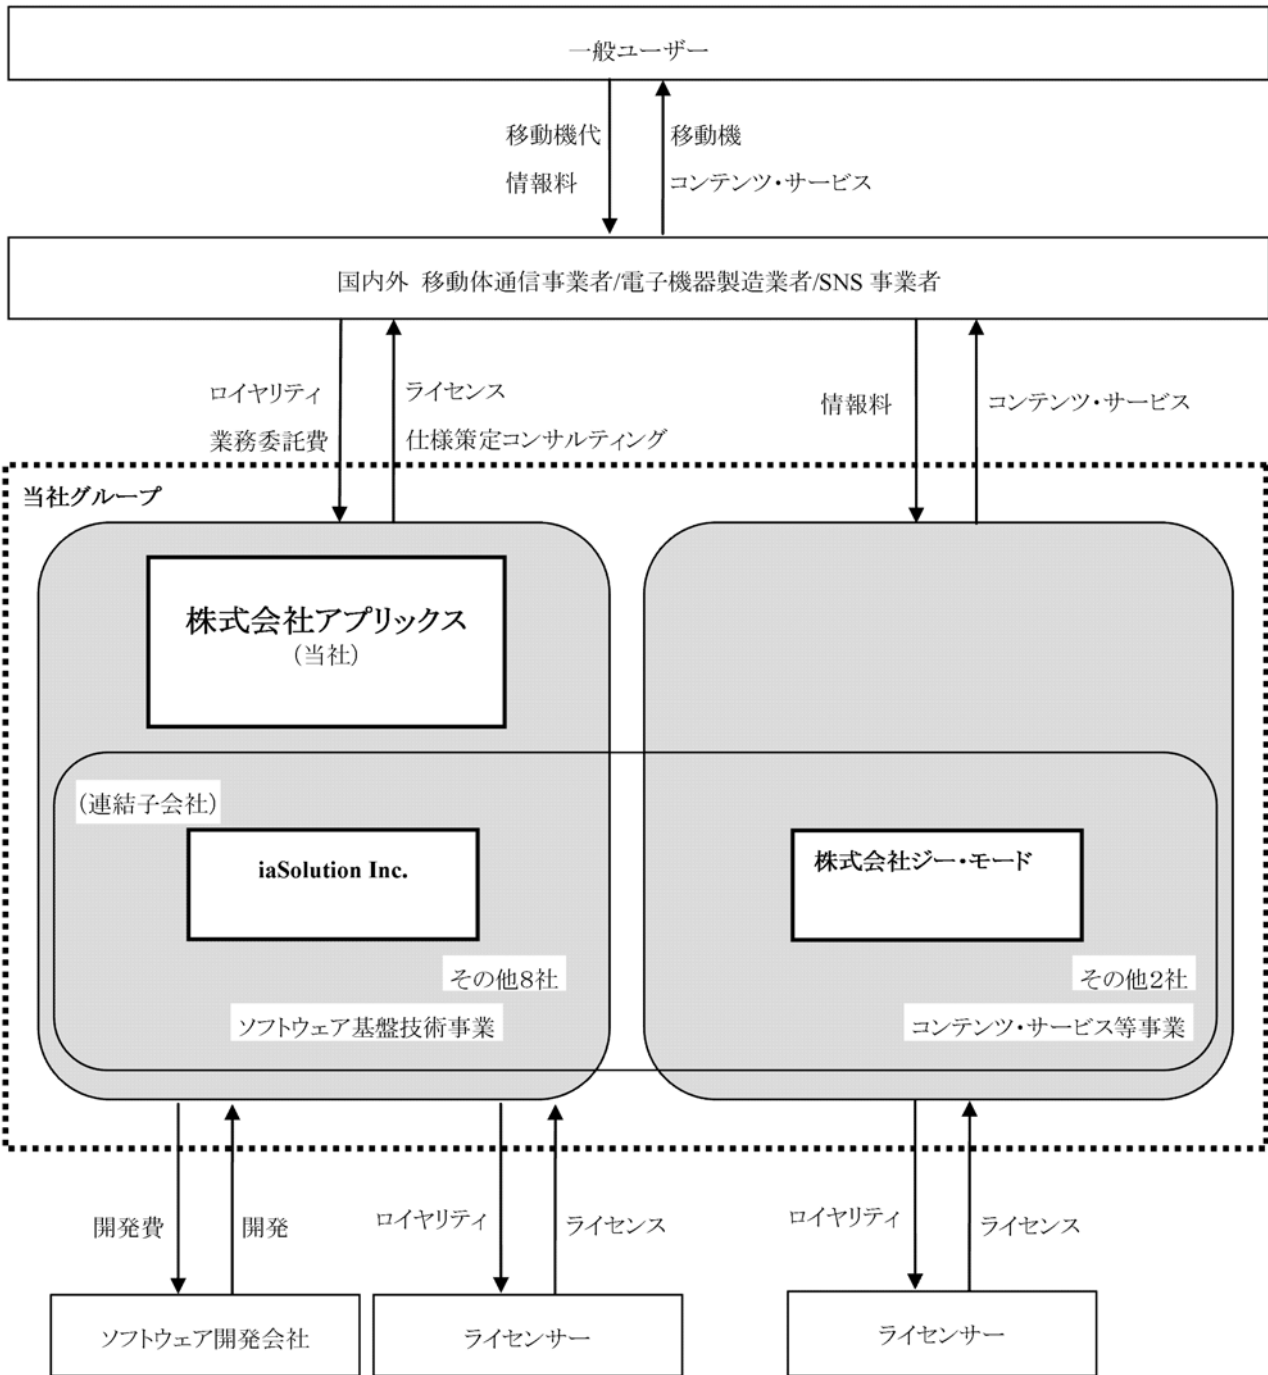 一般ユーザー
移動機代
移動機
情報料
コンテンツ・サービス
国内外 移動体通信事業者/電子機器製造業者/SNS 事業者
ロイヤリティ
ライセンス
業務委託費
仕様策定コンサルティング
情報料
コンテンツ・サービス
当社グループ
株式会社アプリックス
(当社)
(連結子会社)
iaSolution Inc.
株式会社ジー・モード
その他8社
その他2社
ソフトウェア基盤技術事業
コンテンツ・サービス等事業
開発費
開発
ロイヤリティ
ライセンス
ロイヤリティ
ライセンス
ソフトウェア開発会社
ライセンサー
ライセンサー